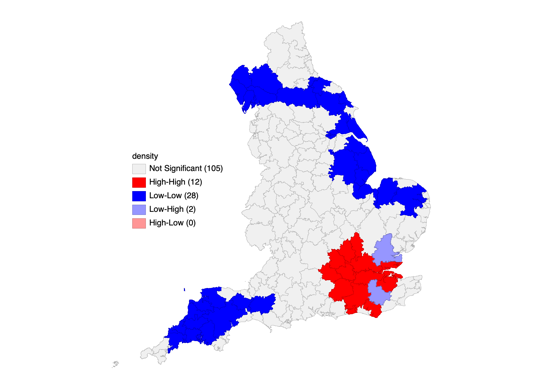 density
Not Significant (105)
High-High (12)
Low-Low (28)
Low-High (2)
High-Low (0)